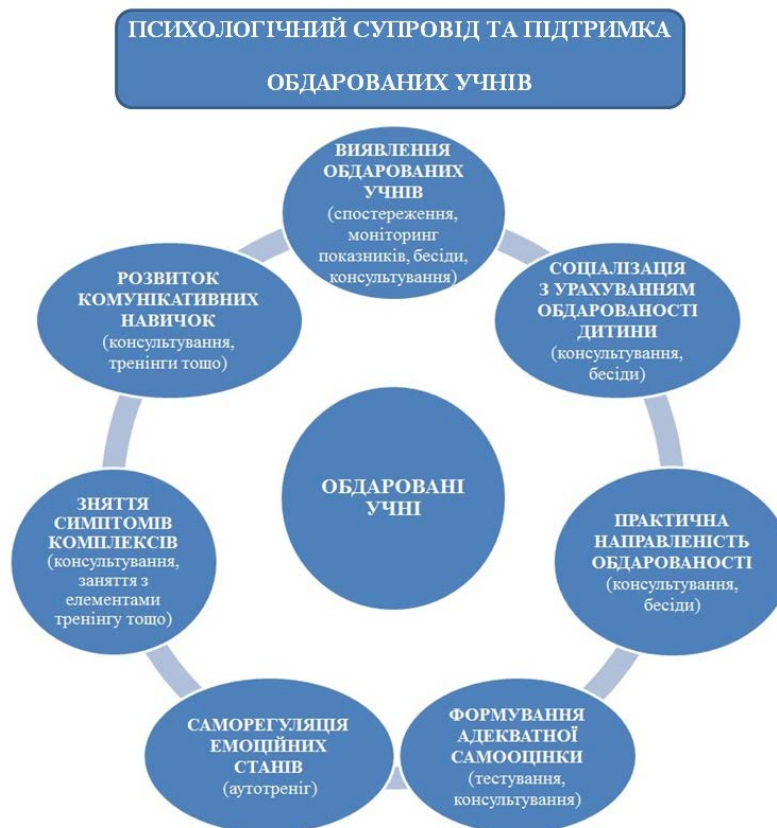 ПСИХОЛОГІЧНИЙ СУПРОВІД ТА ПІДТРИМКА
ОБДАРОВАНИХ УЧНІВ
ВИЯВЛЕННЯ
ОБДАРОВАНИХ
УЧНІВ
(спостереження,
моніторинг
показників, бесіди,
консультування)
СОЦІАЛІЗАЦІЯ
З УРАХУВАННЯМ
ОБДАРОВАНОСТІ
ДИТИНИ
(консультування,
бесіди)
ПРАКТИЧНА
НАПРАВЛЕНІСТЬ
ОБДАРОВАНОСТІ
(консультування,
бесіди)
ФОРМУВАННЯ
АДЕКВАТНОЇ
САМООЦІНКИ
(тестування,
консультування)
САМОРЕГУЛЯЦІЯ
ЕМОЦІЙНИХ
СТАНІВ
(аутотреніг)
ЗНЯТТЯ
СИМПТОМІВ
КОМПЛЕКСІВ
(консультування,
заняття з
елементами
тренінгу тощо)
РОЗВИТОК
КОМУНІКАТИВНИХ
НАВИЧОК
(консультування,
тренінги тощо)
ОБДАРОВАНІ
УЧНІ